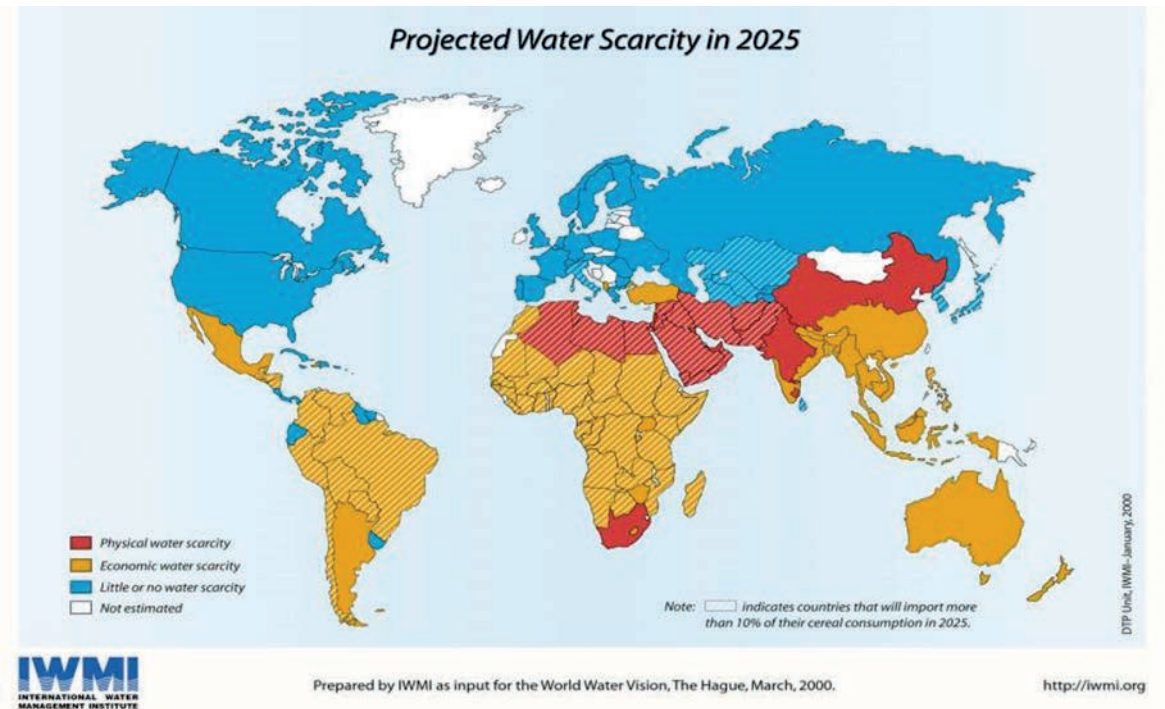 Projected Water Scarcity in 2025
Physical water scarcity
Economic water scarcity
Little or no water scarcity
Not estimated
Note: indicates countries that will import more
than 10% of their cereal consumption in 2025.
DTP Unit, IWMI–January, 2000
IWMI
INTERNATIONAL WATER
MANAGEMENT INSTITUTE
Prepared by IWMI as input for the World Water Vision, The Hague, March, 2000.
http://iwmi.org